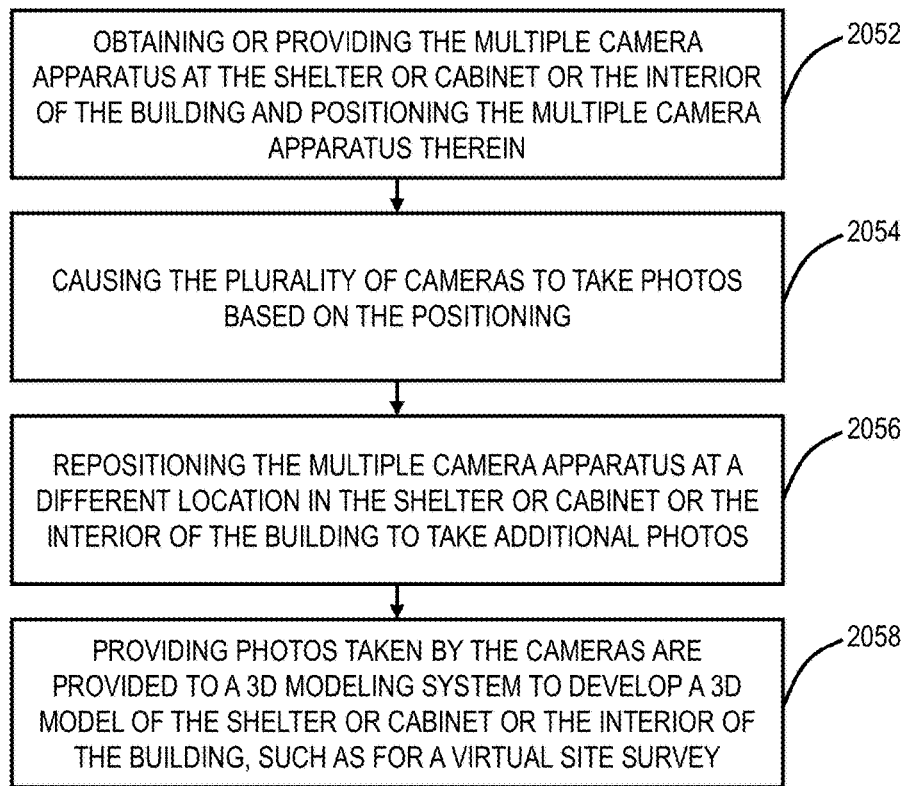 OBTAINING OR PROVIDING THE MULTIPLE CAMERA
APPARATUS AT THE SHELTER OR CABINET OR THE INTERIOR
OF THE BUILDING AND POSITIONING THE MULTIPLE CAMERA
APPARATUS THEREIN
2052
CAUSING THE PLURALITY OF CAMERAS TO TAKE PHOTOS
BASED ON THE POSITIONING
2054
REPOSITIONING THE MULTIPLE CAMERA APPARATUS AT A
DIFFERENT LOCATION IN THE SHELTER OR CABINET OR THE
INTERIOR OF THE BUILDING TO TAKE ADDITIONAL PHOTOS
2056
PROVIDING PHOTOS TAKEN BY THE CAMERAS ARE
PROVIDED TO A 3D MODELING SYSTEM TO DEVELOP A 3D
MODEL OF THE SHELTER OR CABINET OR THE INTERIOR OF
THE BUILDING, SUCH AS FOR A VIRTUAL SITE SURVEY
2058